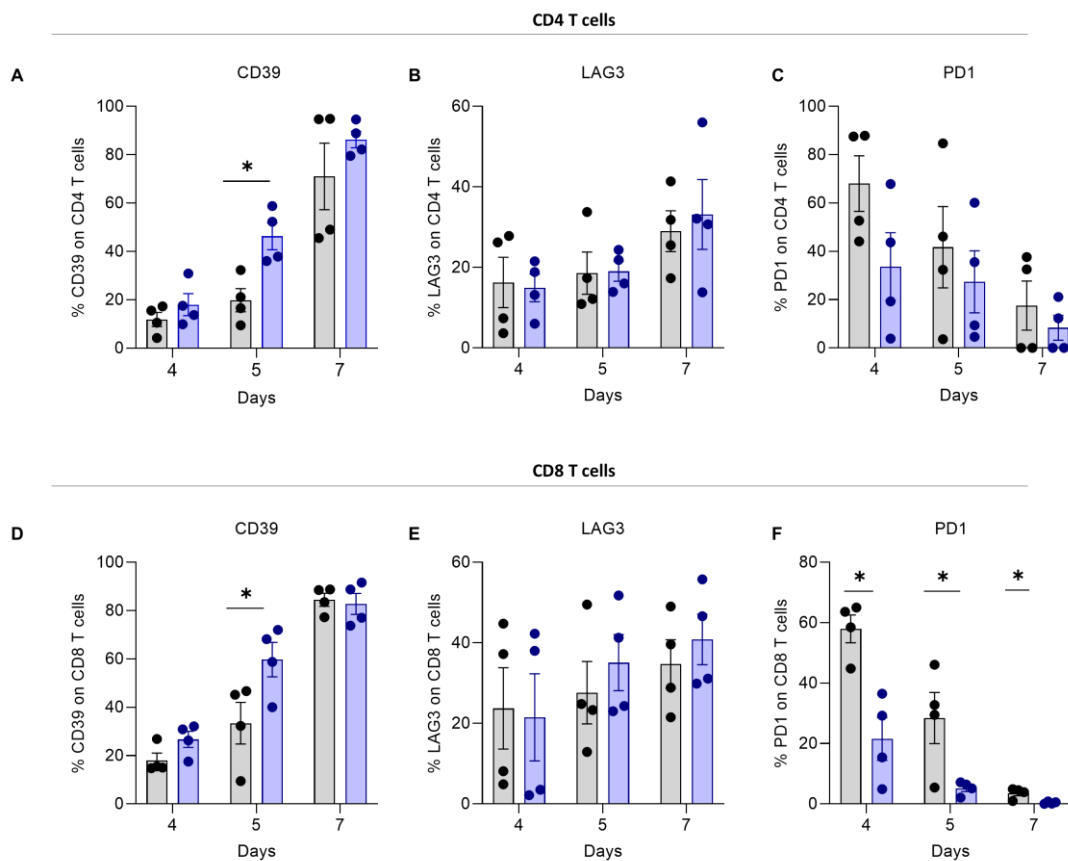 CD4 T cells
A
CD39
% CD39 on CD4 T cells
100
80
60
40
20
0
4 5 7
Days
*
B
LAG3
% LAG3 on CD4 T cells
60
40
20
0
4 5 7
Days
C
PD1
% PD1 on CD4 T cells
100
80
60
40
20
0
4 5 7
Days
CD8 T cells
D
CD39
% CD39 on CD8 T cells
100
80
60
40
20
0
4 5 7
Days
*
E
LAG3
% LAG3 on CD8 T cells
60
40
20
0
4 5 7
Days
F
PD1
% PD1 on CD8 T cells
80
60
40
20
0
4 5 7
Days
* * *